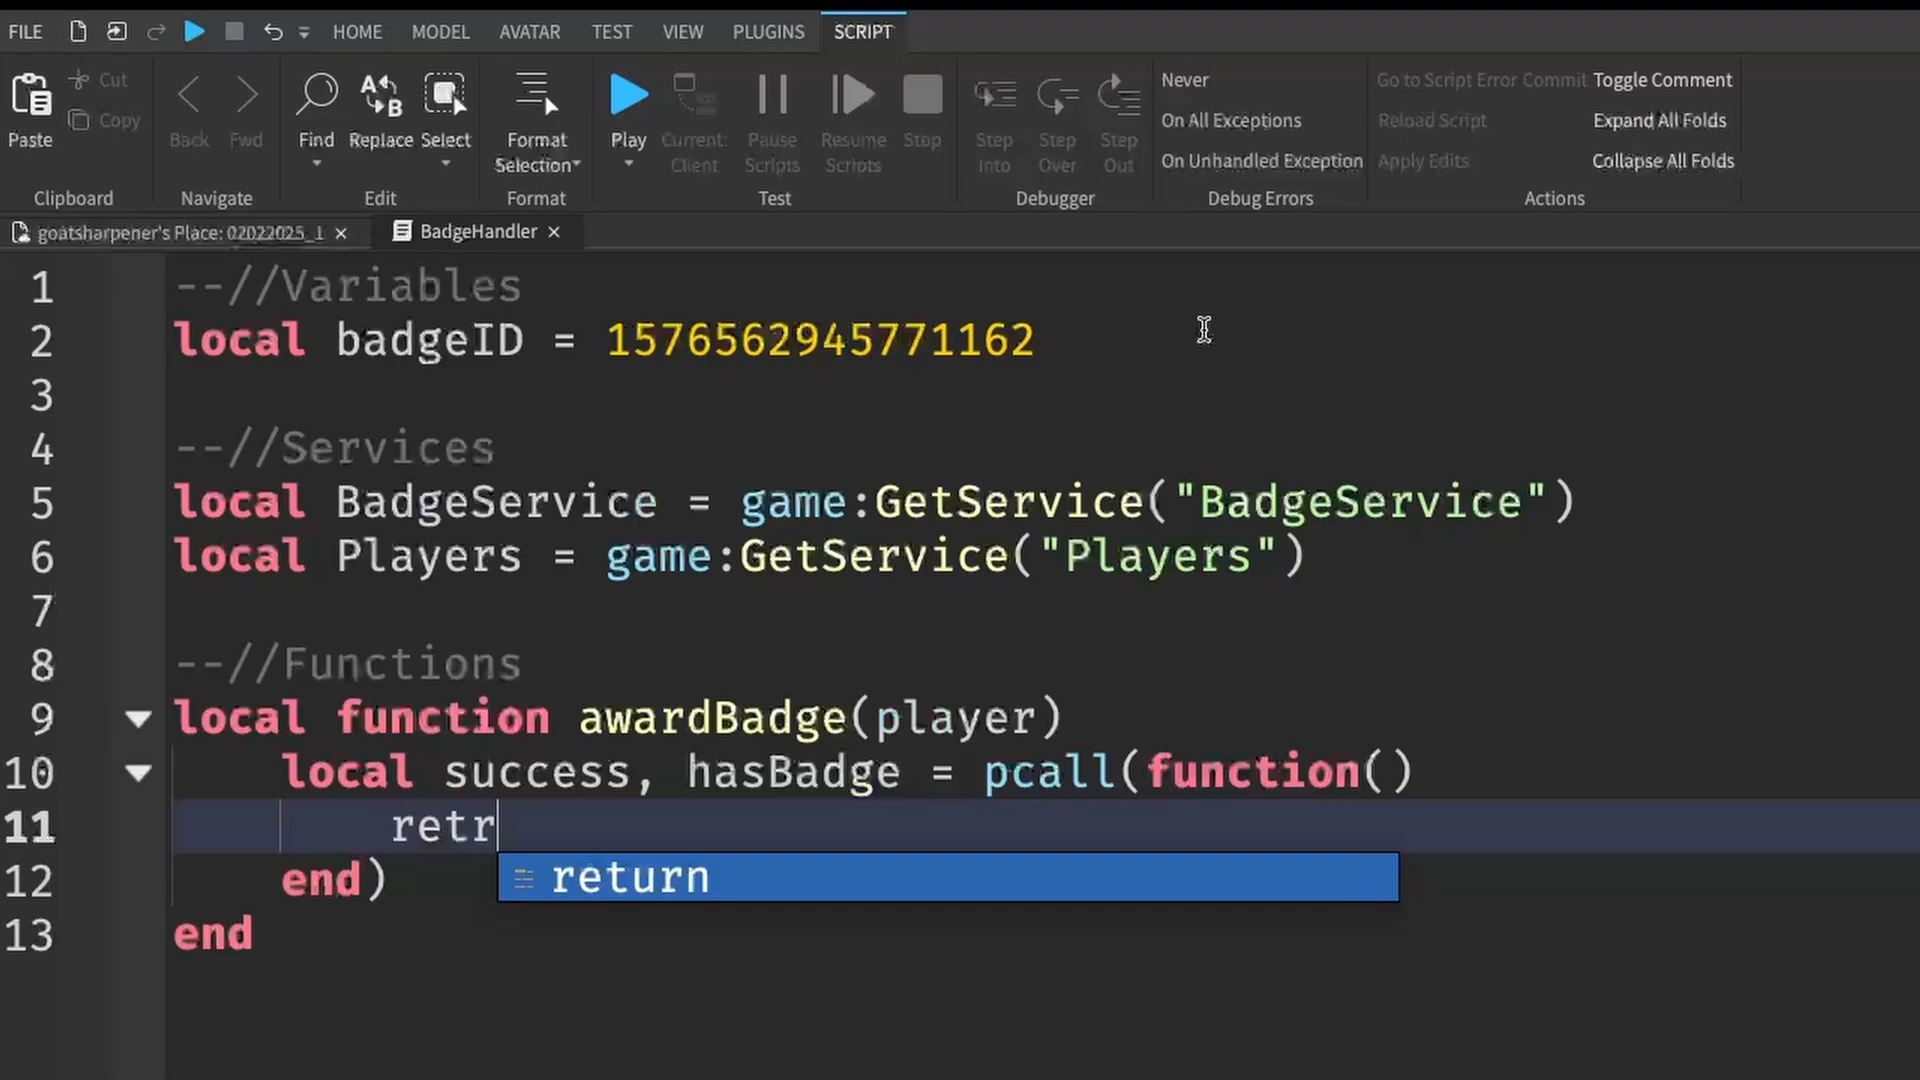 FILE HOME MODEL AVATAR TEST VIEW PLUGINS SCRIPT
Paste Cut Copy
Clipboard
Back Fwd
Navigate
Find Replace Select
Edit
Format Selection
Format
Play Current: Client Pause Scripts Resume Scripts Stop
Test
Step Into Step Over Step Out
Debugger
Never
On All Exceptions
On Unhandled Exception
Debug Errors
Go to Script Error Commit Toggle Comment
Reload Script Expand All Folds
Apply Edits Collapse All Folds
Actions
goatsharpener's Place: 02022025_1 BadgeHandler
1 --//Variables
2 local badgeID = 1576562945771162
3
4 --//Services
5 local BadgeService = game:GetService("BadgeService")
6 local Players = game:GetService("Players")
7
8 --//Functions
9 local function awardBadge(player)
10 local success, hasBadge = pcall(function()
11 retr
return
12 end)
13 end